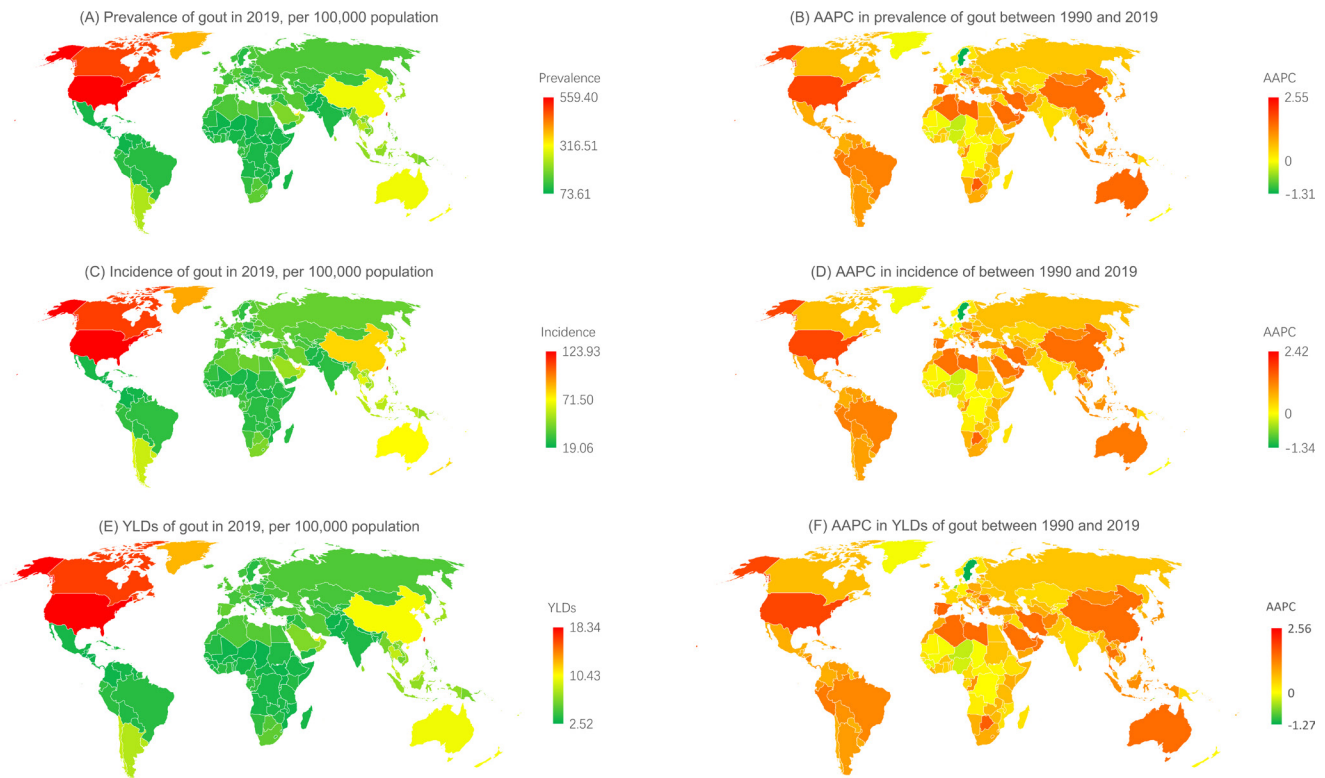 (A) Prevalence of gout in 2019, per 100,000 population
Prevalence
559.40
316.51
73.61
(B) AAPC in prevalence of gout between 1990 and 2019
AAPC
2.55
0
-1.31
(C) Incidence of gout in 2019, per 100,000 population
Incidence
123.93
71.50
19.06
(D) AAPC in incidence of between 1990 and 2019
AAPC
2.42
0
-1.34
(E) YLDs of gout in 2019, per 100,000 population
YLDs
18.34
10.43
2.52
(F) AAPC in YLDs of gout between 1990 and 2019
AAPC
2.56
0
-1.27